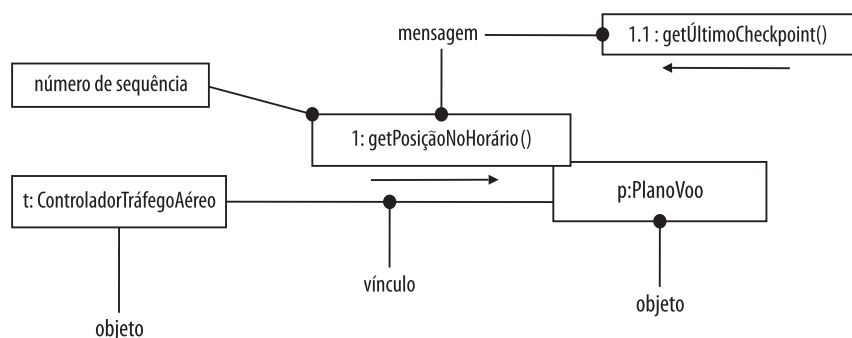 mensagem
1.1 : getÚltimoCheckpoint()
número de sequência
1: getPosiçãoNoHorário()
t: ControladorTráfegoAéreo
p:PlanoVoo
vínculo
objeto
objeto